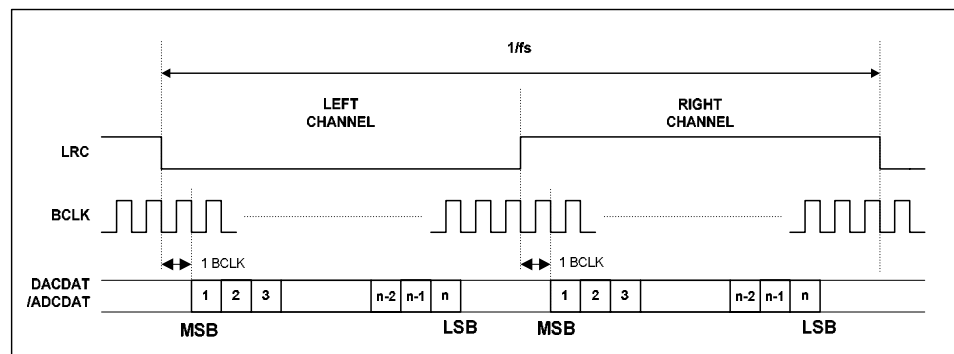 1/fs
LEFT
CHANNEL
RIGHT
CHANNEL
LRC
BCLK
1 BCLK
1 BCLK
DACDAT
/ADCDAT
1 2 3 n-2 n-1 n 1 2 3 n-2 n-1 n
MSB LSB MSB LSB